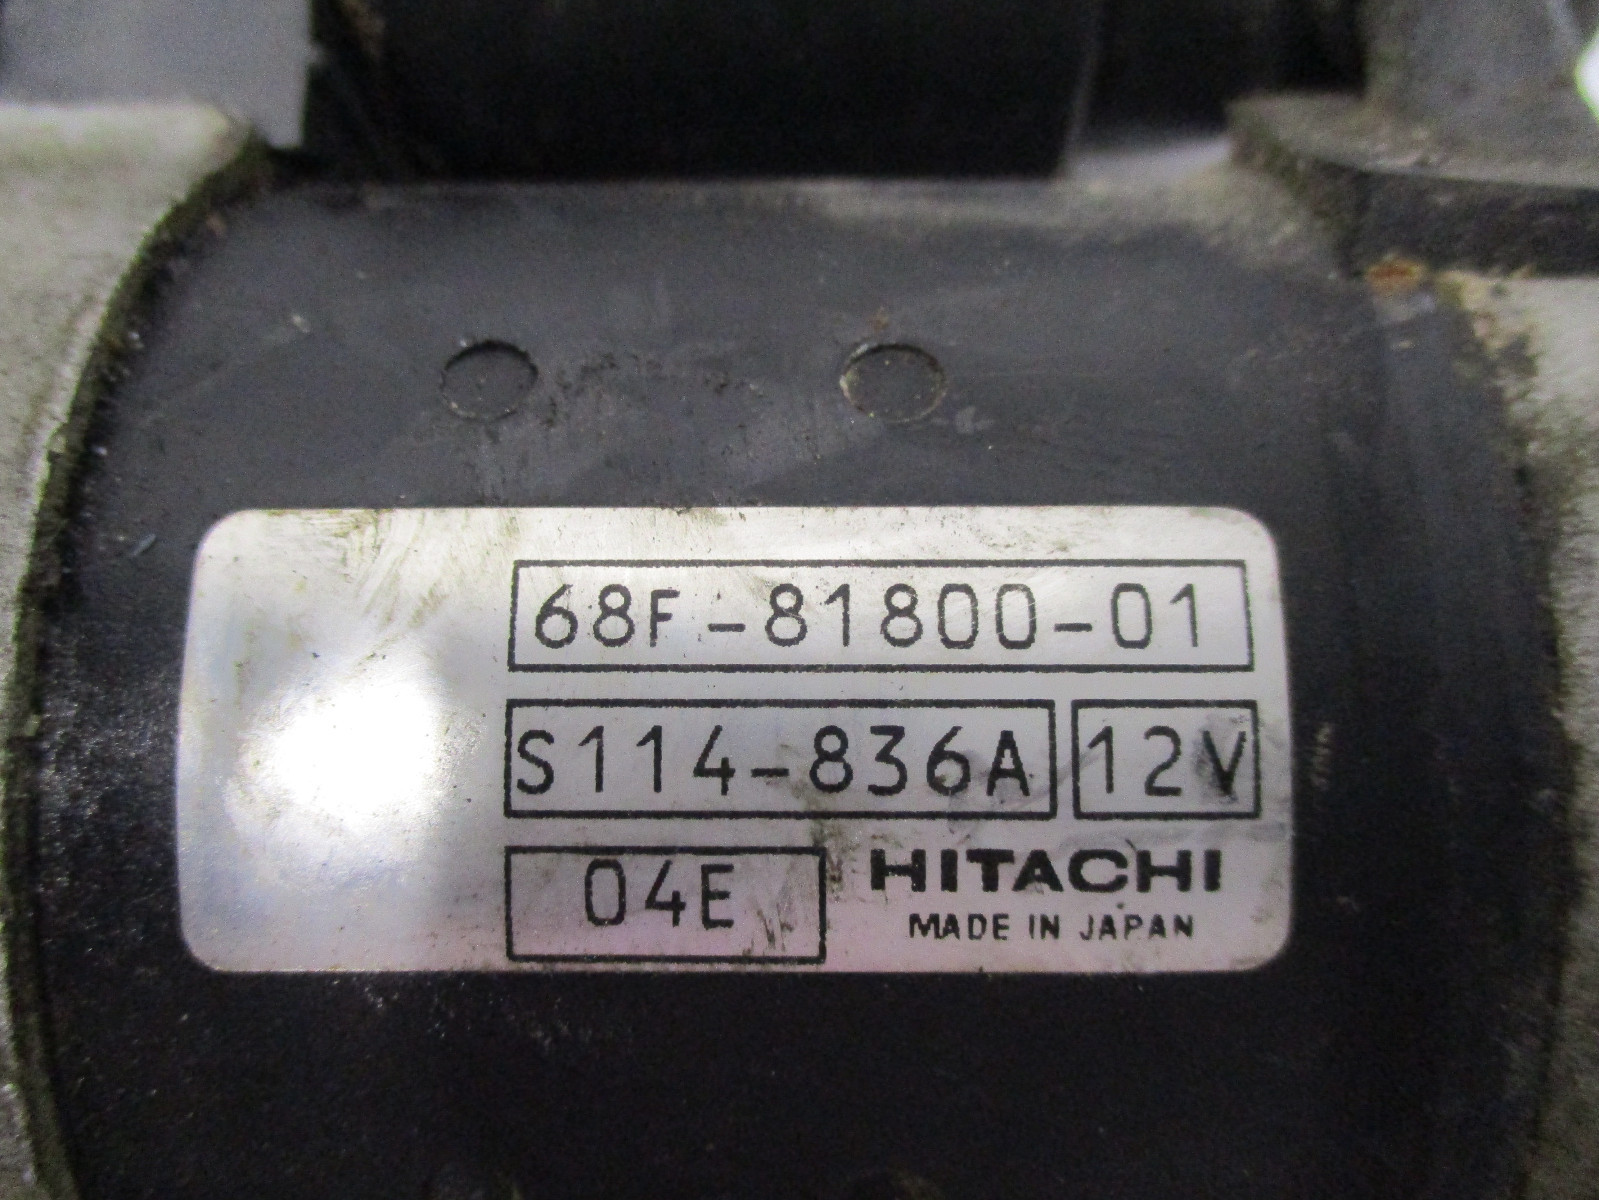 68F-81800-01
S114-836A 12V
04E HITACHI
MADE IN JAPAN